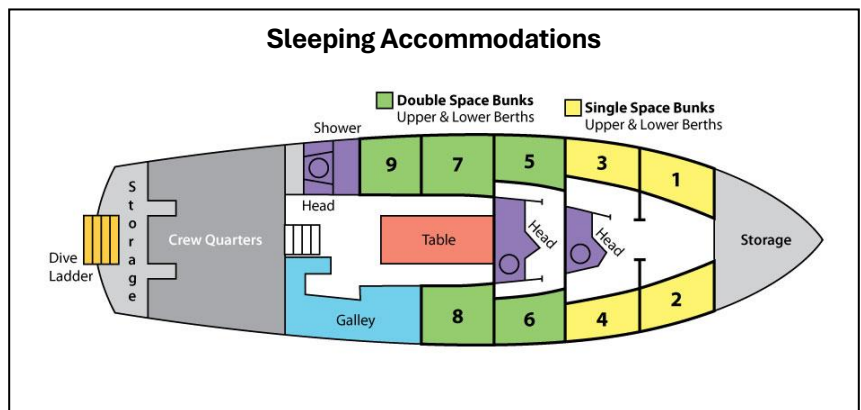 Sleeping Accommodations
Double Space Bunks
Upper & Lower Berths
Single Space Bunks
Upper & Lower Berths
Shower
9
7
5
3
1
Head
Storage
Crew Quarters
Table
Head
Head
Storage
Dive
Ladder
Galley
8
6
4
2